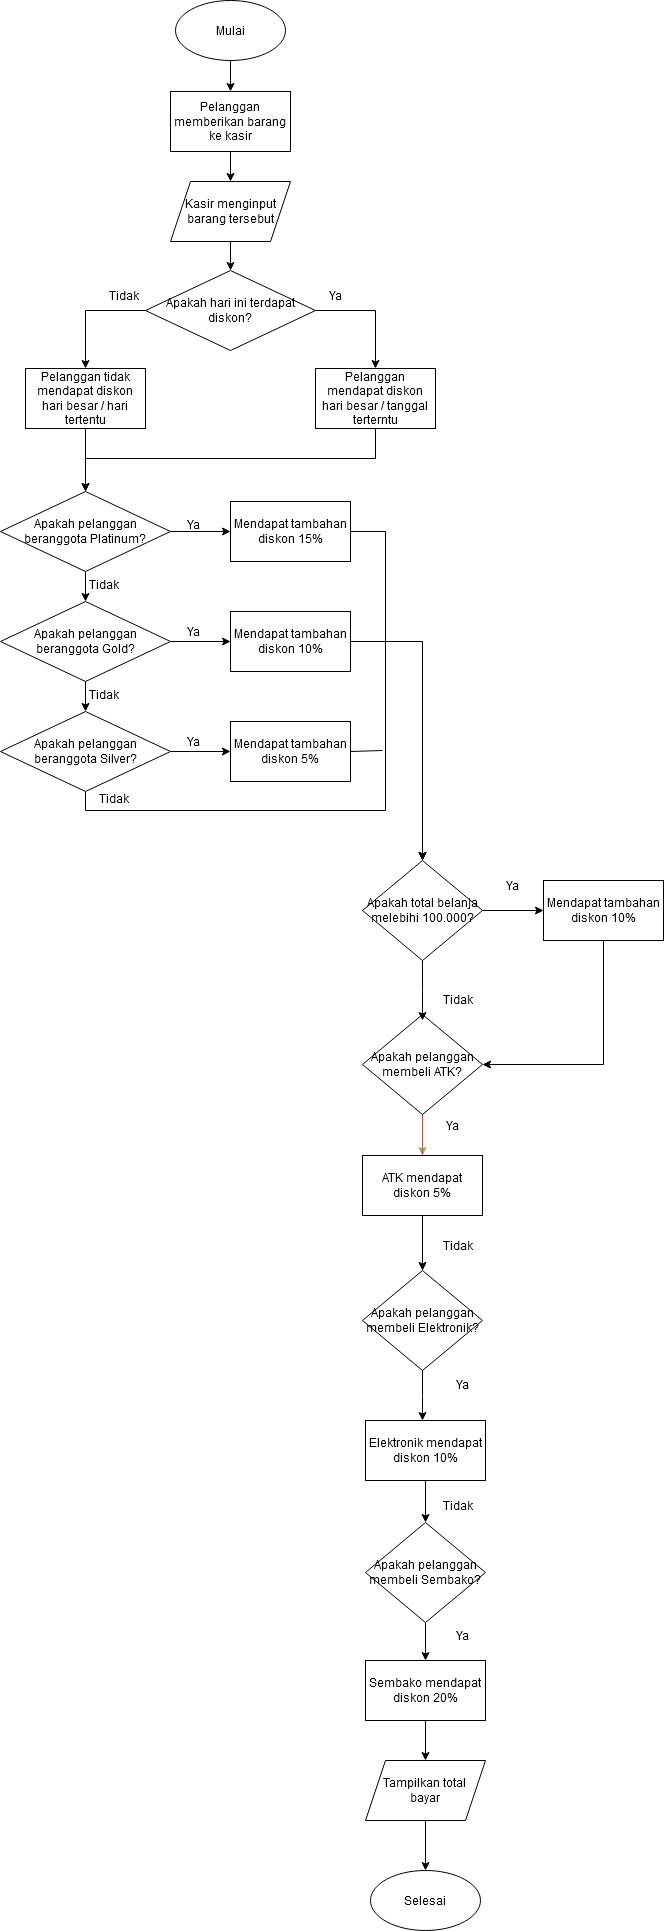 Mulai
Pelanggan
memberikan barang
ke kasir
Kasir menginput
barang tersebut
Apakah hari ini terdapat
diskon?
Tidak
Ya
Pelanggan tidak
mendapat diskon
hari besar / hari
tertentu
Pelanggan
mendapat diskon
hari besar / tanggal
terterntu
Apakah pelanggan
beranggota Platinum?
Ya
Mendapat tambahan
diskon 15%
Tidak
Apakah pelanggan
beranggota Gold?
Ya
Mendapat tambahan
diskon 10%
Tidak
Apakah pelanggan
beranggota Silver?
Ya
Mendapat tambahan
diskon 5%
Tidak
Apakah total belanja
melebihi 100.000?
Ya
Mendapat tambahan
diskon 10%
Tidak
Apakah pelanggan
membeli ATK?
Ya
ATK mendapat
diskon 5%
Tidak
Apakah pelanggan
membeli Elektronik?
Ya
Elektronik mendapat
diskon 10%
Tidak
Apakah pelanggan
membeli Sembako?
Ya
Sembako mendapat
diskon 20%
Tampilkan total
bayar
Selesai